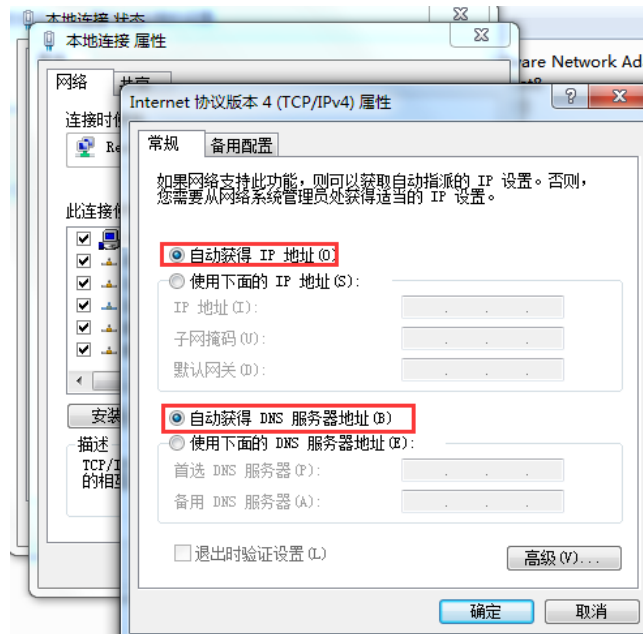 本地连接 状态
本地连接 属性
are Network Ad
网络
共享
Internet 协议版本 4 (TCP/IPv4) 属性
连接时
常规
备用配置
Re
如果网络支持此功能，则可以获取自动指派的 IP 设置。否则，
您需要从网络系统管理员处获得适当的 IP 设置。
此连接
自动获得 IP 地址(O)
使用下面的 IP 地址(S):
IP 地址(I):
子网掩码(U):
默认网关(D):
安装
自动获得 DNS 服务器地址(B)
描述
使用下面的 DNS 服务器地址(E):
TCP/I
首选 DNS 服务器(P):
的相互
备用 DNS 服务器(A):
退出时验证设置(L)
高级(V)...
确定
取消